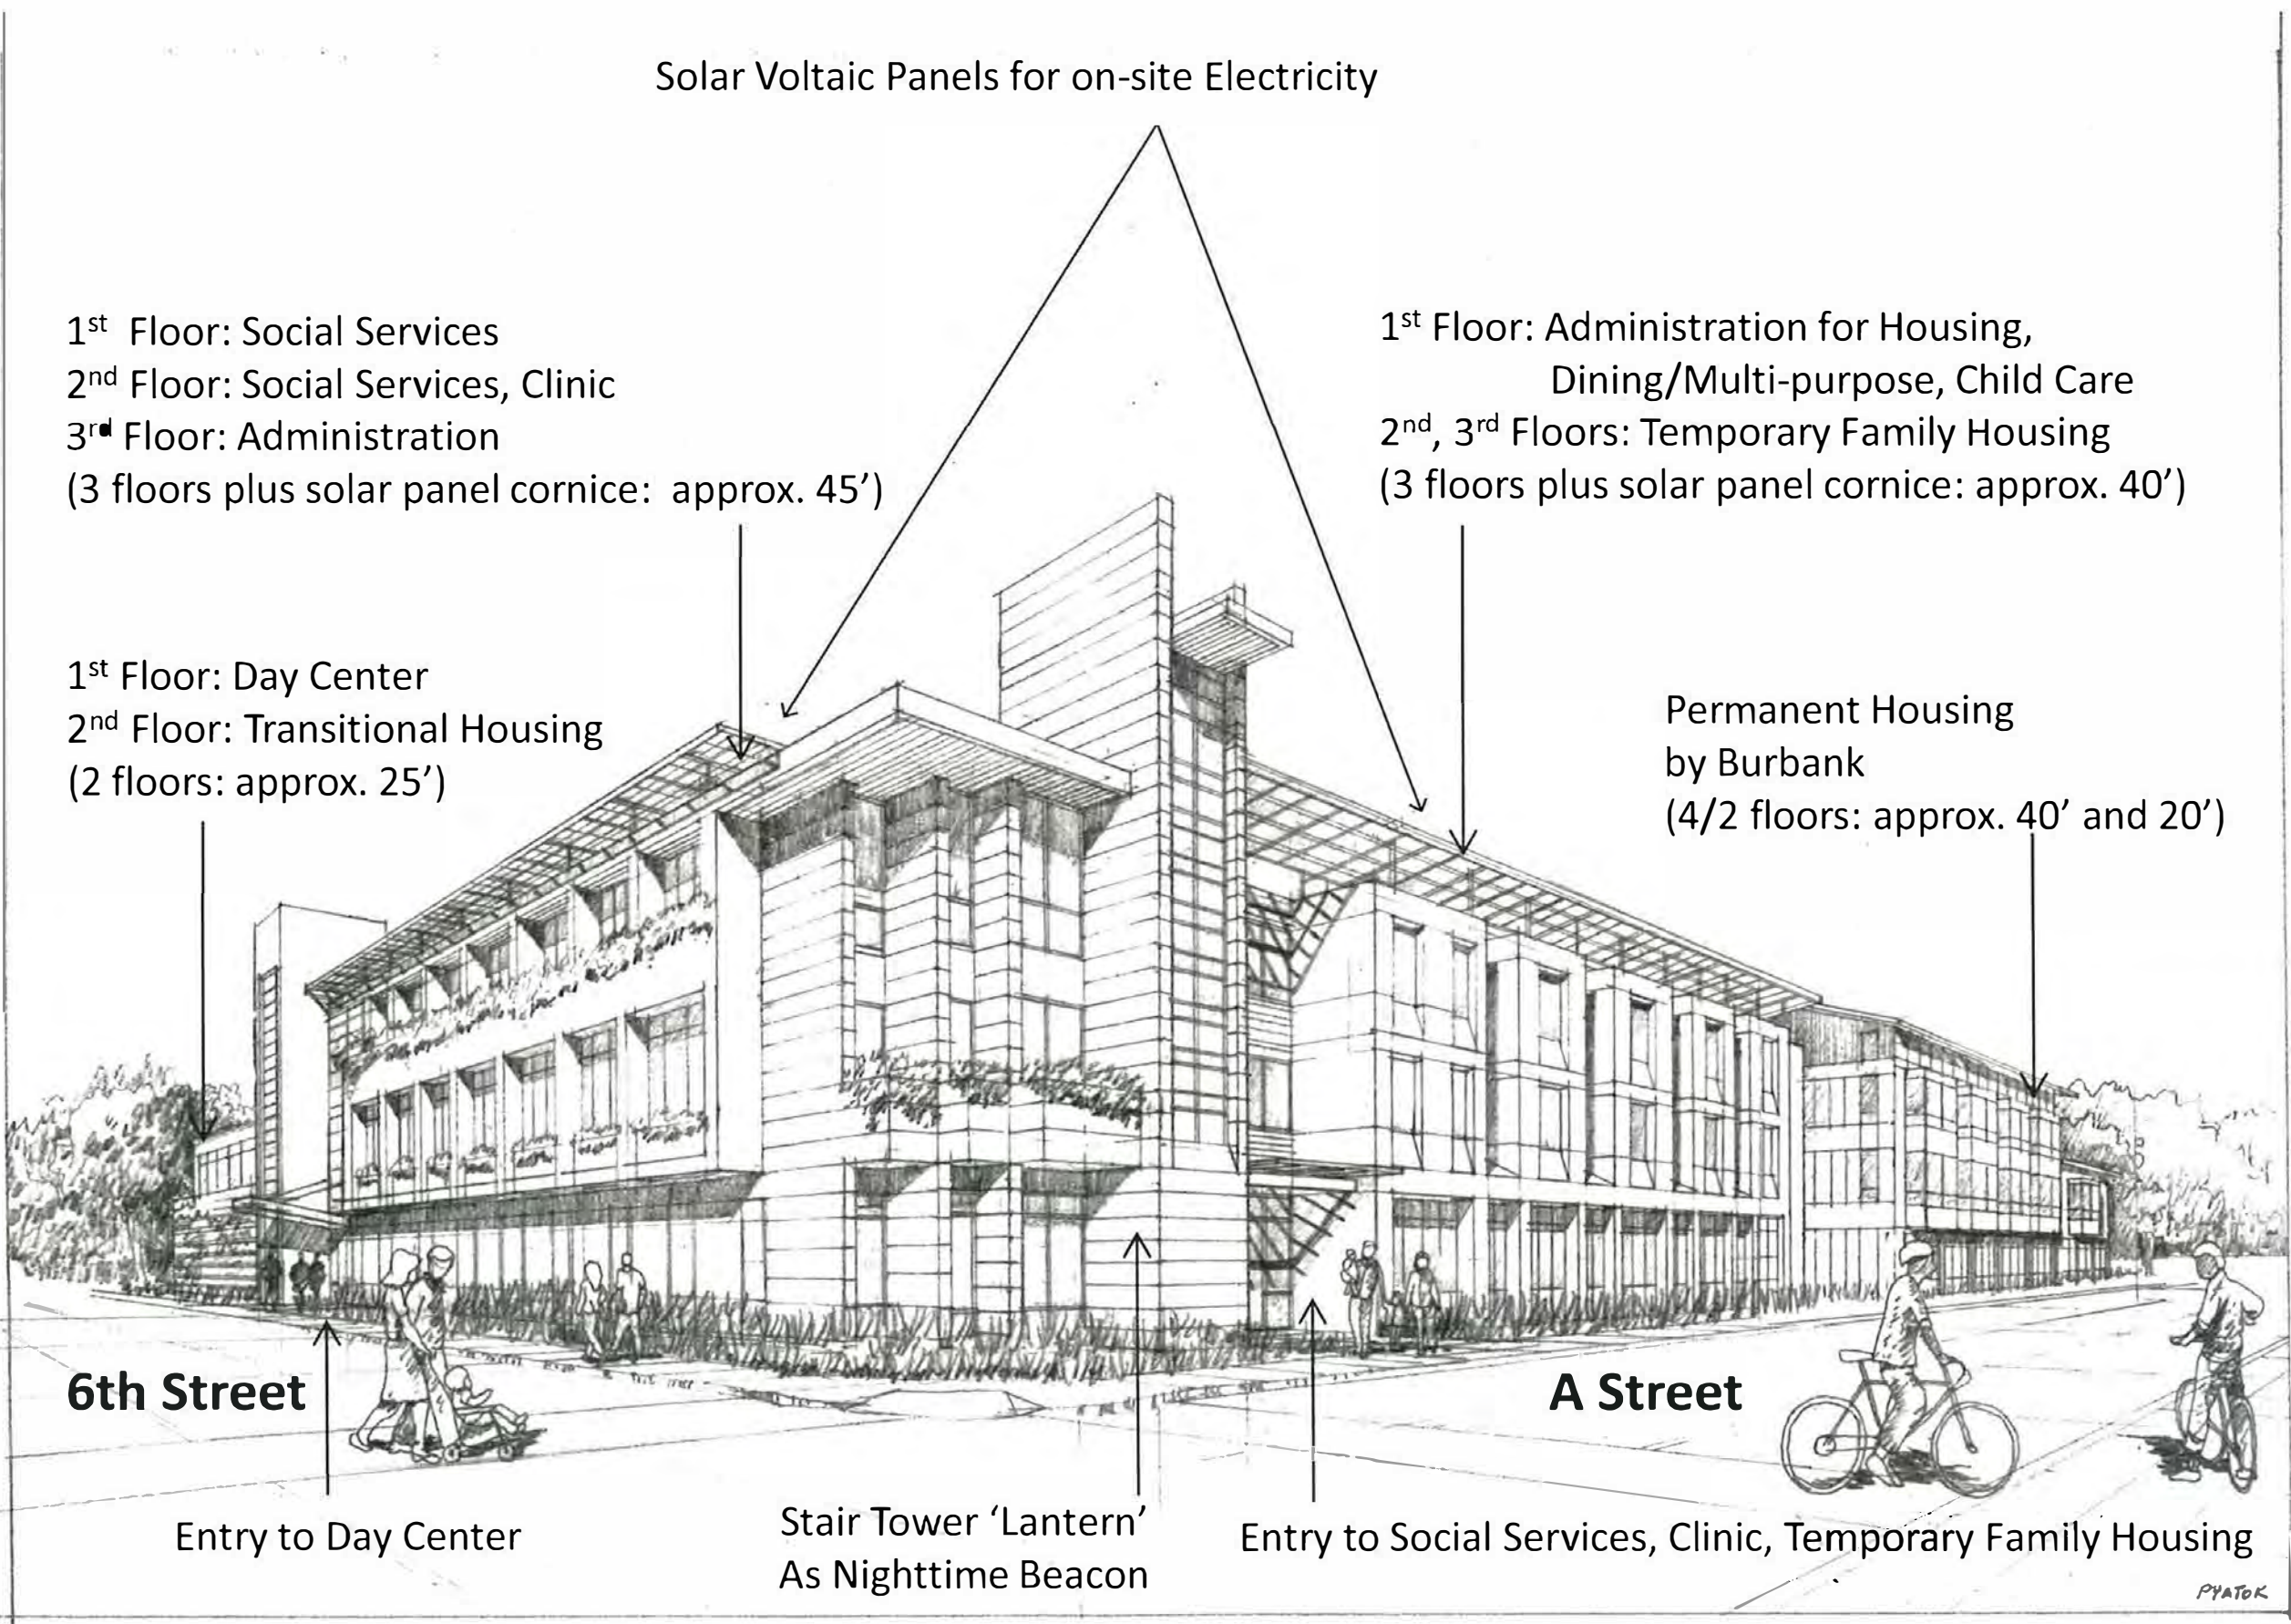 Solar Voltaic Panels for on-site Electricity
1st Floor: Social Services
2nd Floor: Social Services, Clinic
3rd Floor: Administration
(3 floors plus solar panel cornice: approx. 45’)
1st Floor: Administration for Housing,
Dining/Multi-purpose, Child Care
2nd, 3rd Floors: Temporary Family Housing
(3 floors plus solar panel cornice: approx. 40’)
1st Floor: Day Center
2nd Floor: Transitional Housing
(2 floors: approx. 25’)
Permanent Housing
by Burbank
(4/2 floors: approx. 40’ and 20’)
6th Street
A Street
Entry to Day Center
Stair Tower ‘Lantern’
As Nighttime Beacon
Entry to Social Services, Clinic, Temporary Family Housing
PYATOK